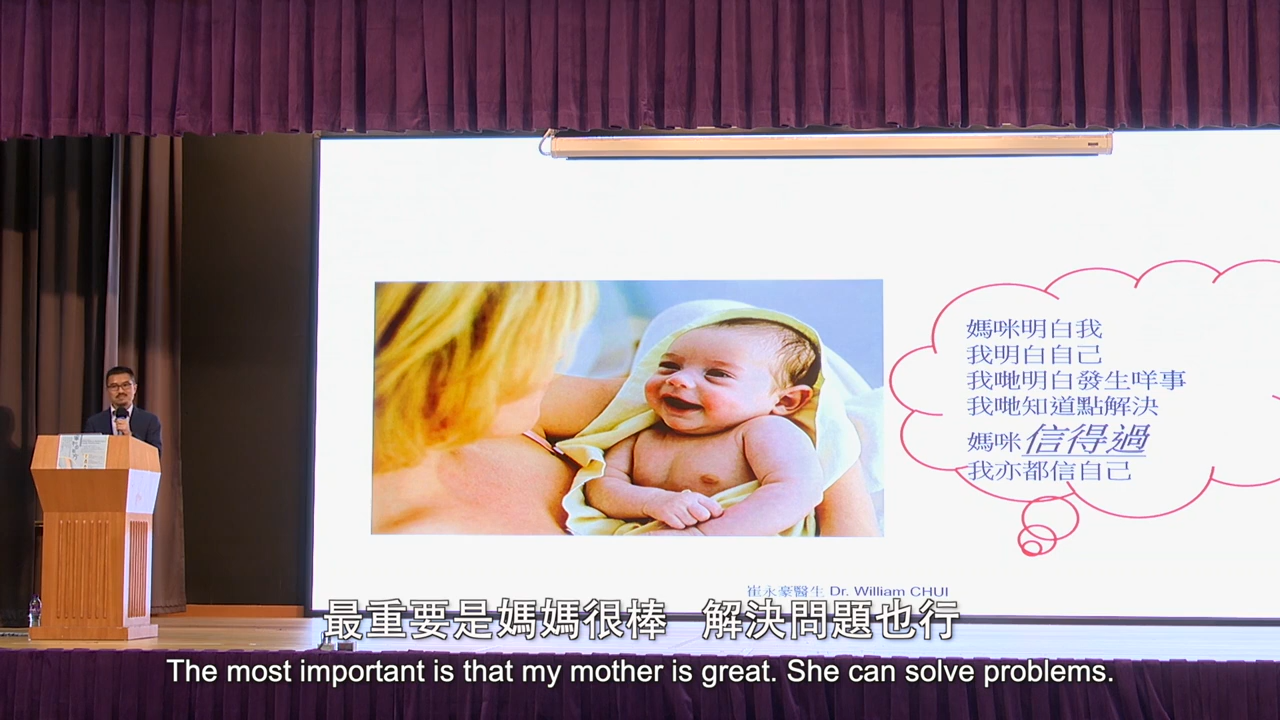 媽咪明白我
我明白自己
我哋明白發生咩事
我哋知道點解決
媽咪信得過
我亦都信自己
崔永豪醫生 Dr. William CHUI
最重要是媽媽很棒 解決問題也行
The most important is that my mother is great. She can solve problems.